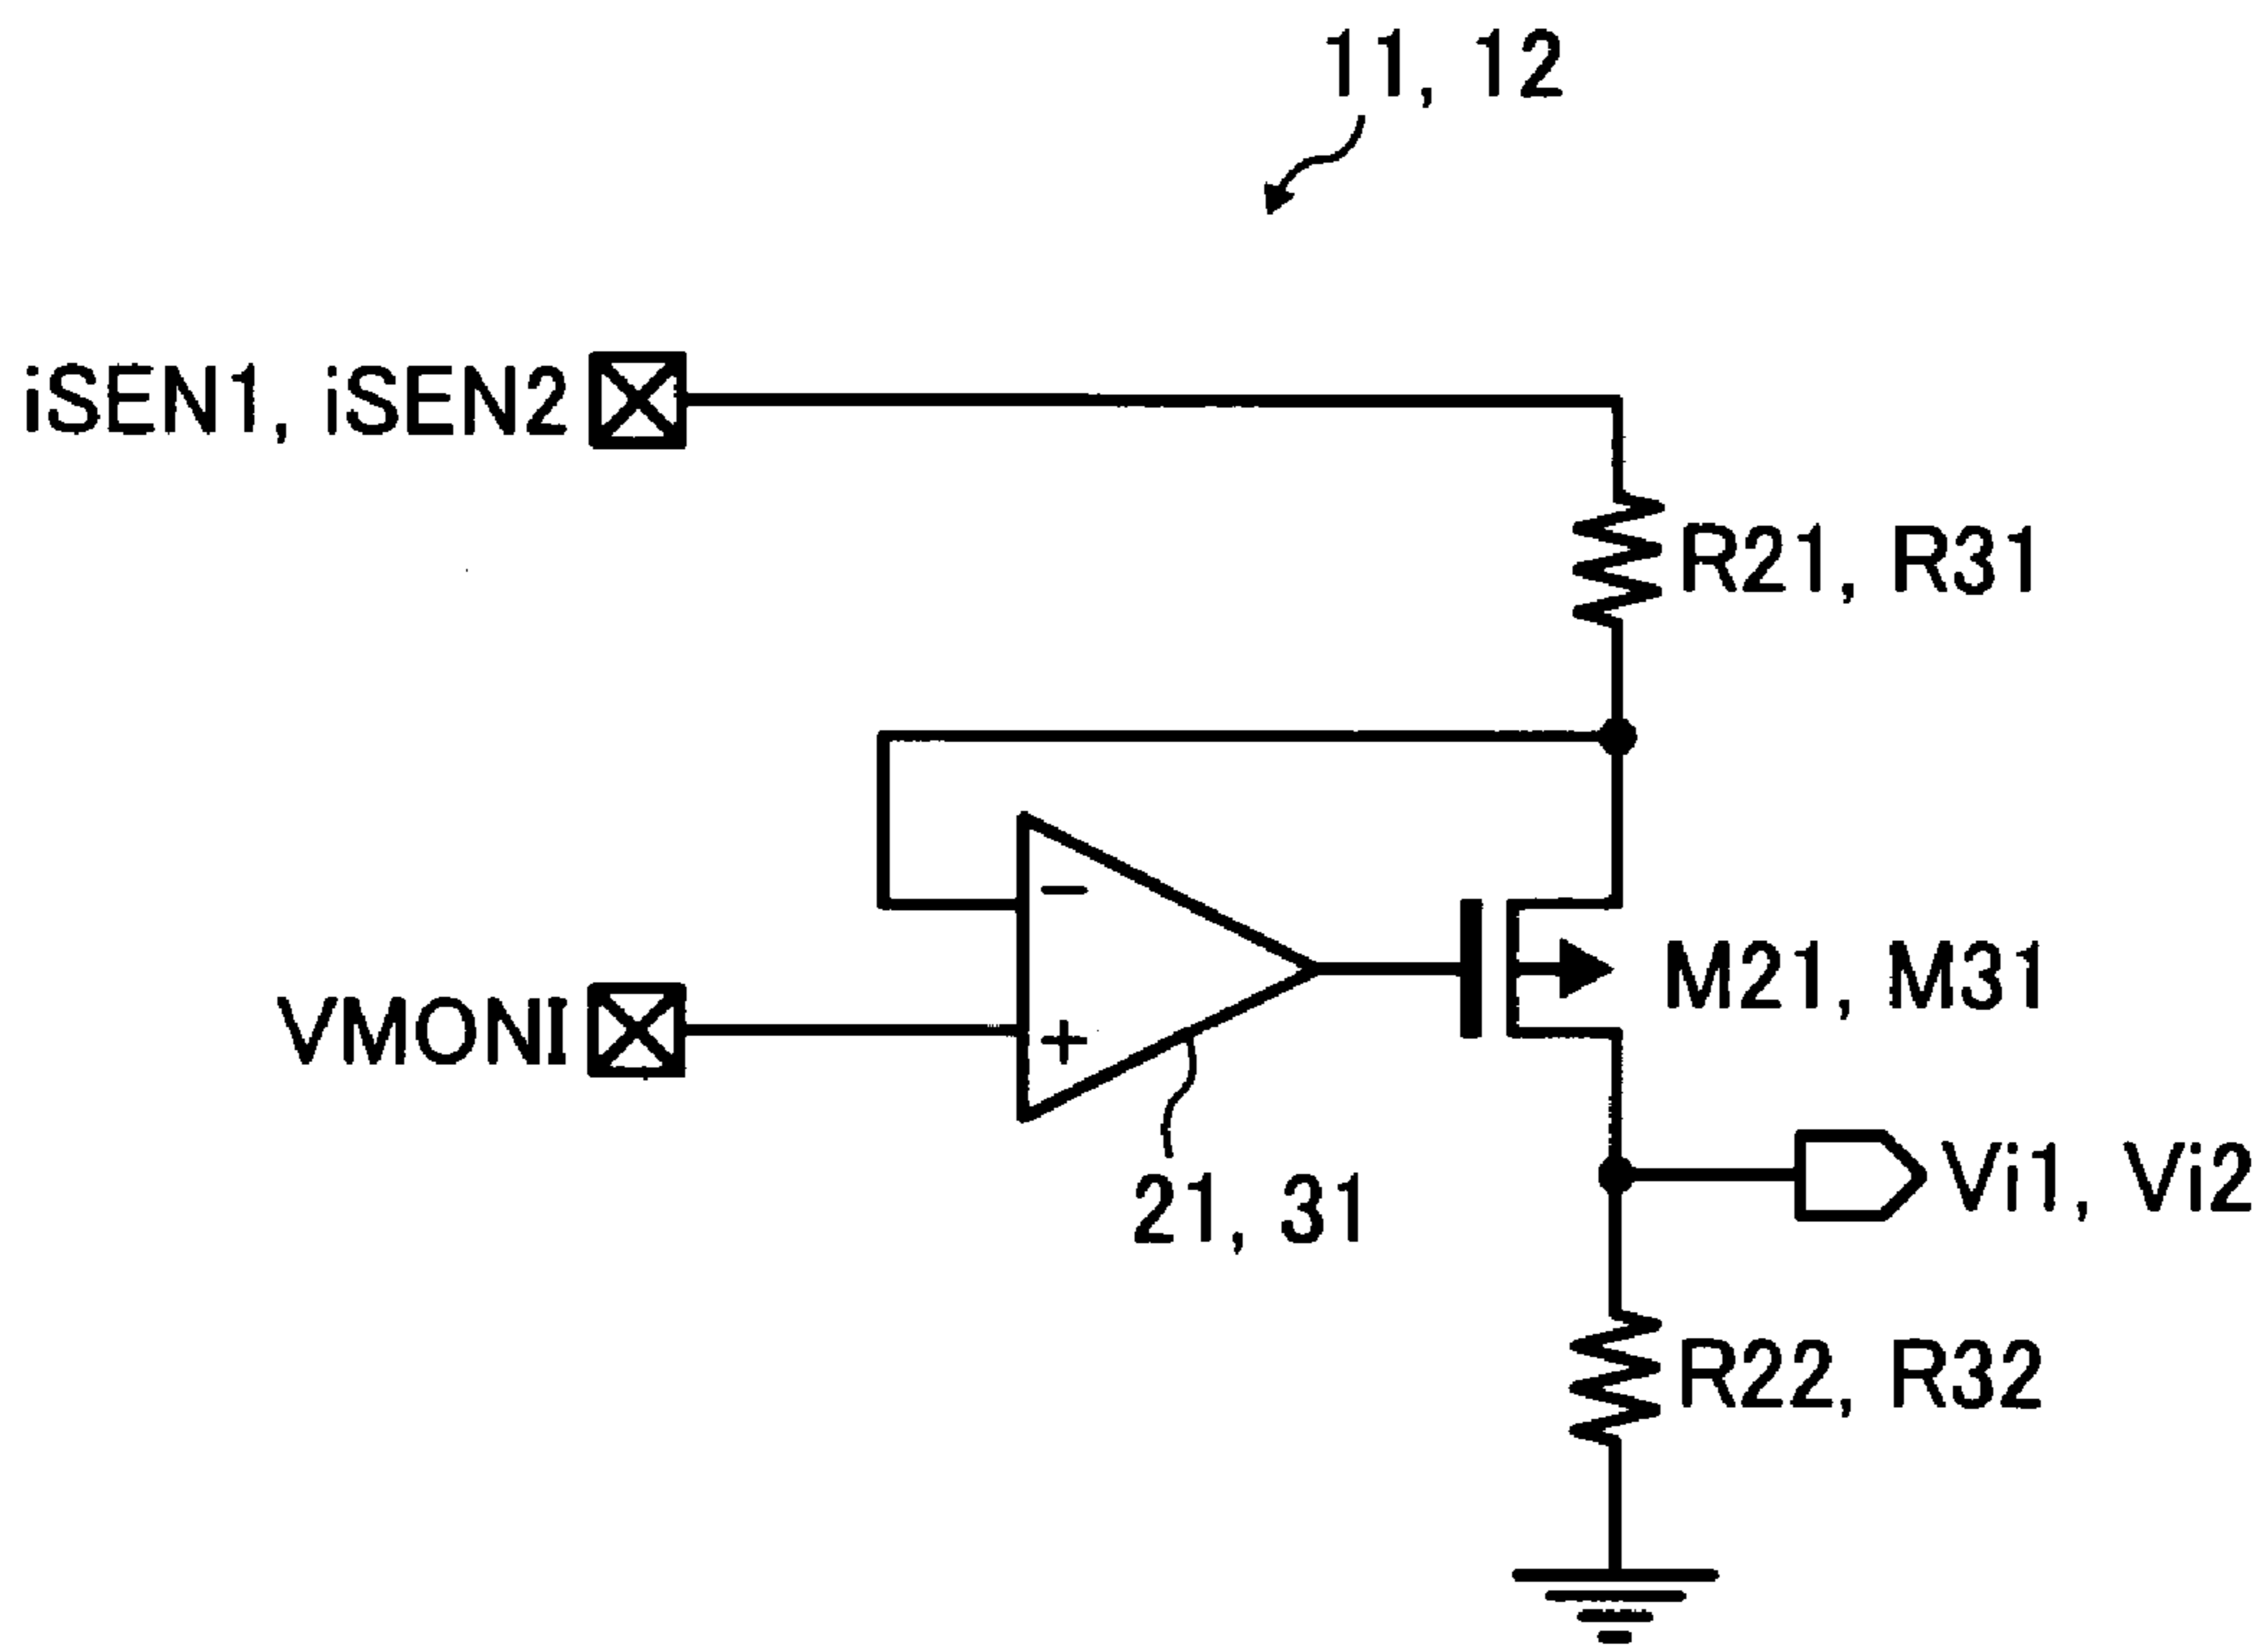 11, 12
iSEN1, iSEN2
R21, R31
−
M21, M31
VMONI
+
21, 31
Vi1, Vi2
R22, R32